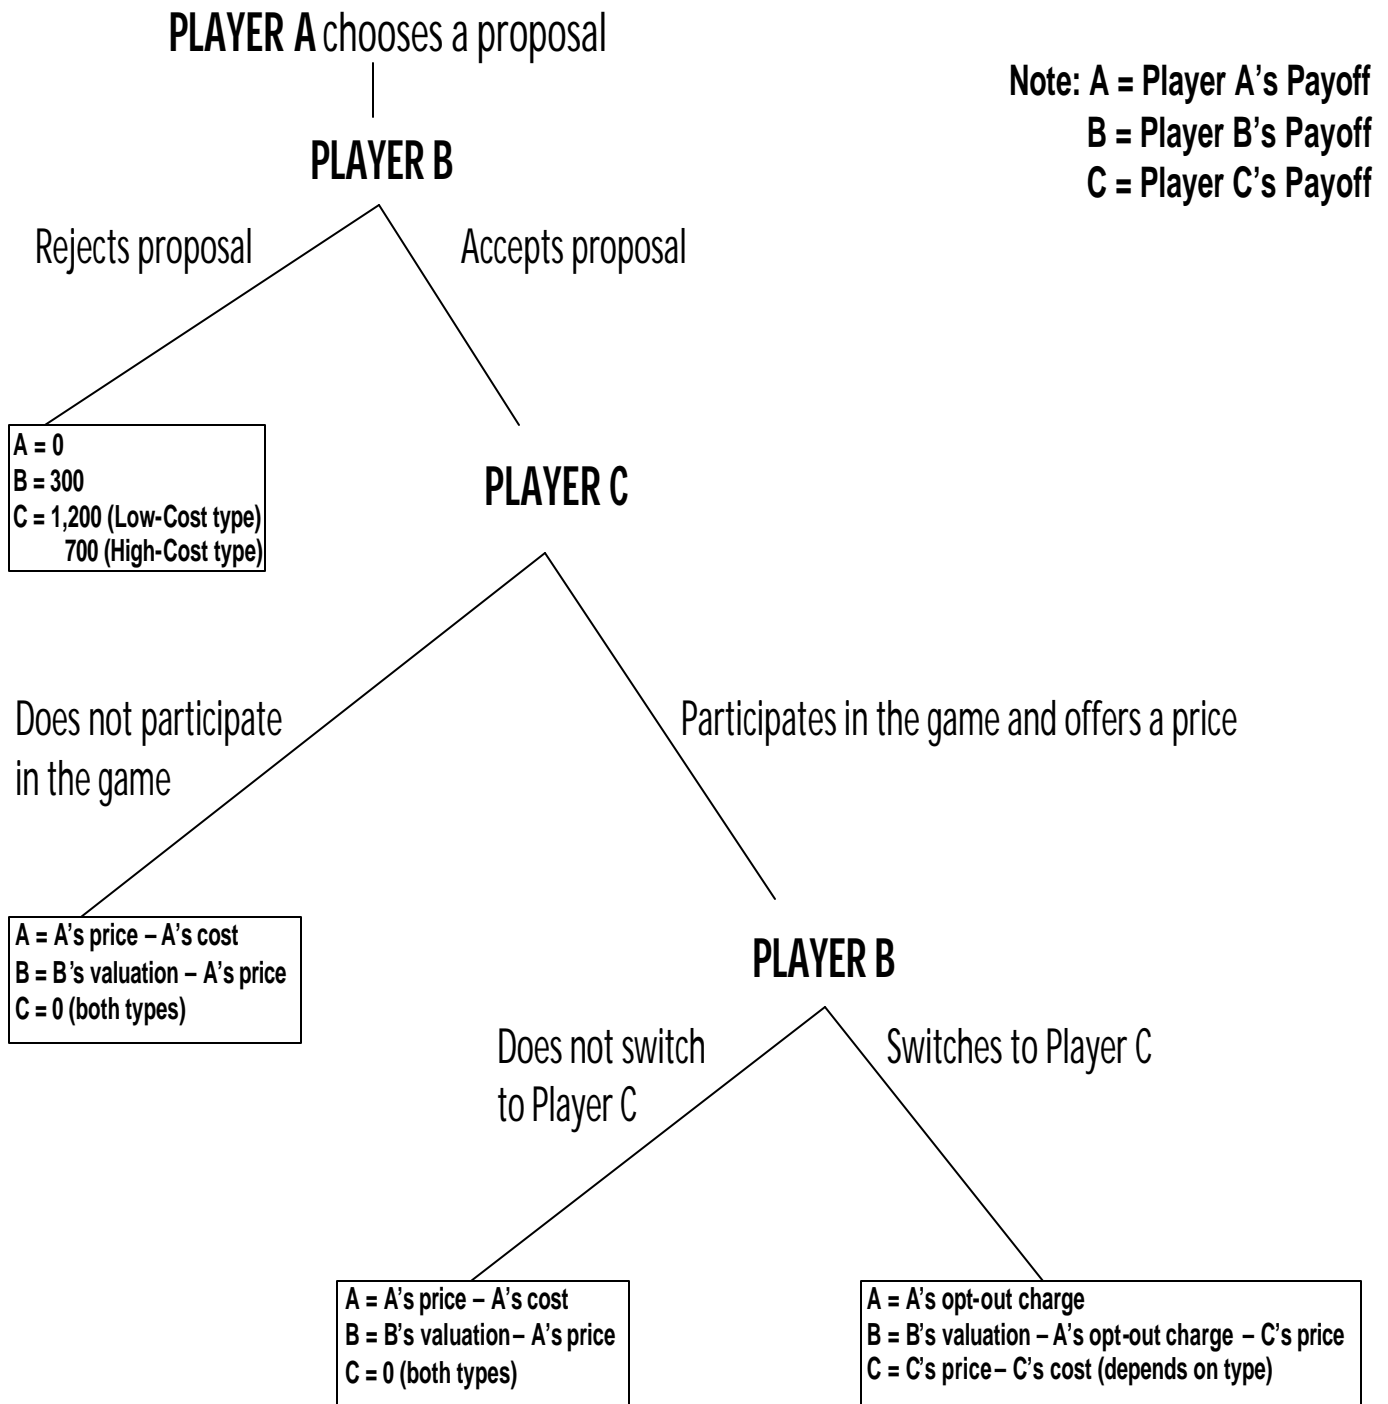 PLAYER A chooses a proposal
Note: A = Player A's Payoff
B = Player B's Payoff
C = Player C's Payoff
PLAYER B
Rejects proposal
Accepts proposal
A = 0
B = 300
C = 1,200 (Low-Cost type)
700 (High-Cost type)
PLAYER C
Does not participate
in the game
Participates in the game and offers a price
A = A's price – A's cost
B = B's valuation – A's price
C = 0 (both types)
PLAYER B
Does not switch
to Player C
Switches to Player C
A = A's price – A's cost
B = B's valuation – A's price
C = 0 (both types)
A = A's opt-out charge
B = B's valuation – A's opt-out charge – C's price
C = C's price – C's cost (depends on type)